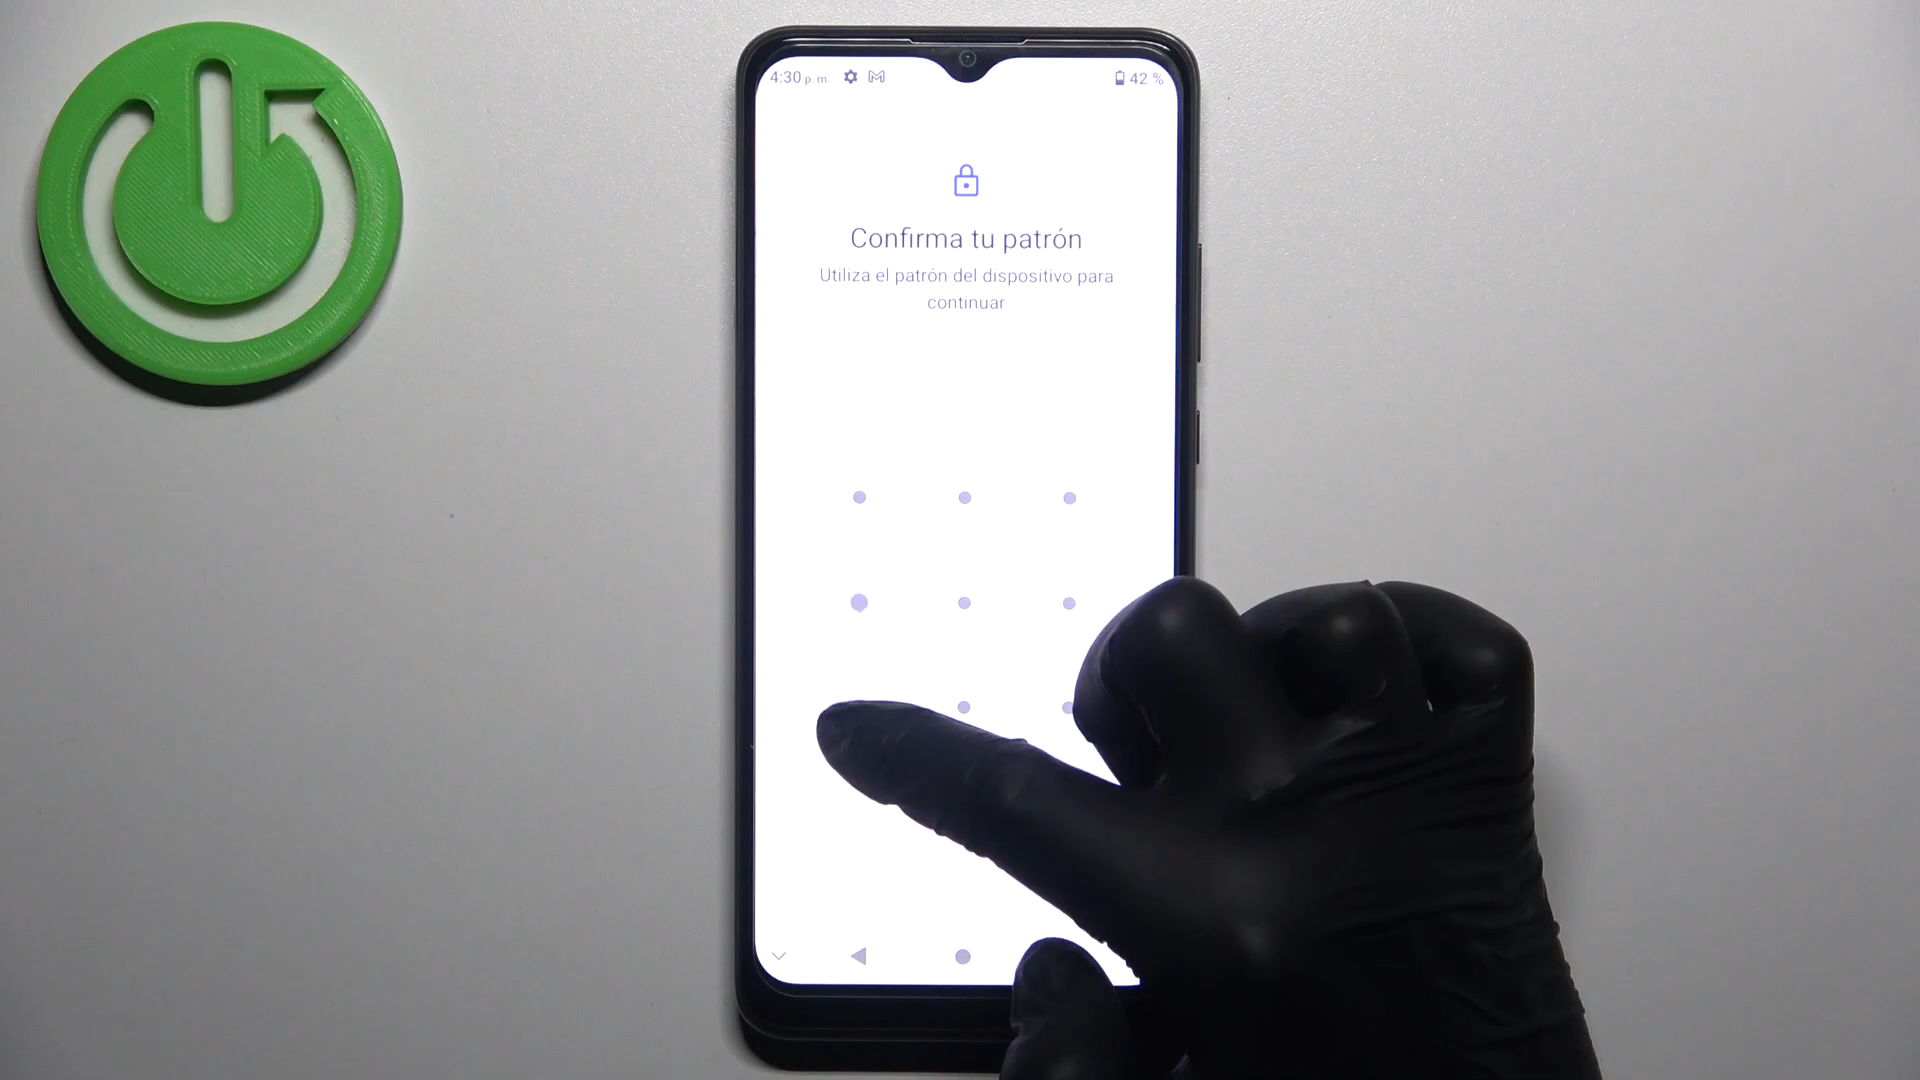 4:30 p. m. 42 %
Confirma tu patrón
Utiliza el patrón del dispositivo para
continuar